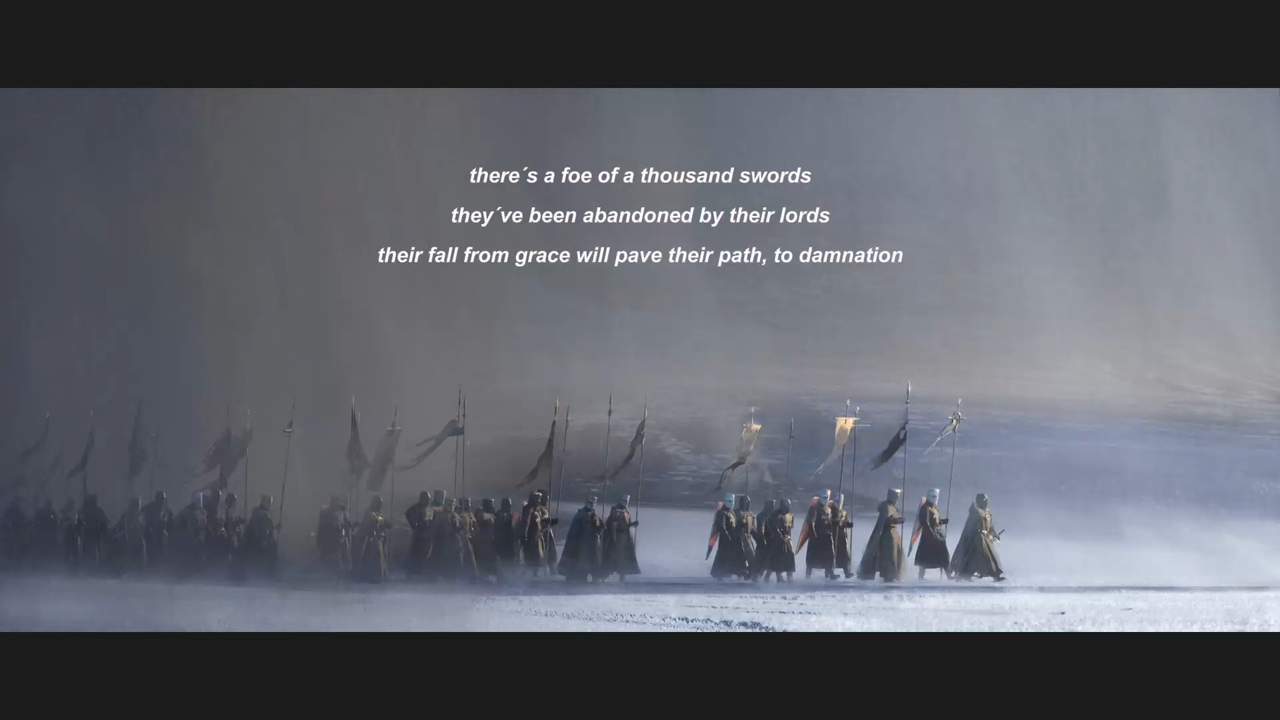 there´s a foe of a thousand swords
they´ve been abandoned by their lords
their fall from grace will pave their path, to damnation